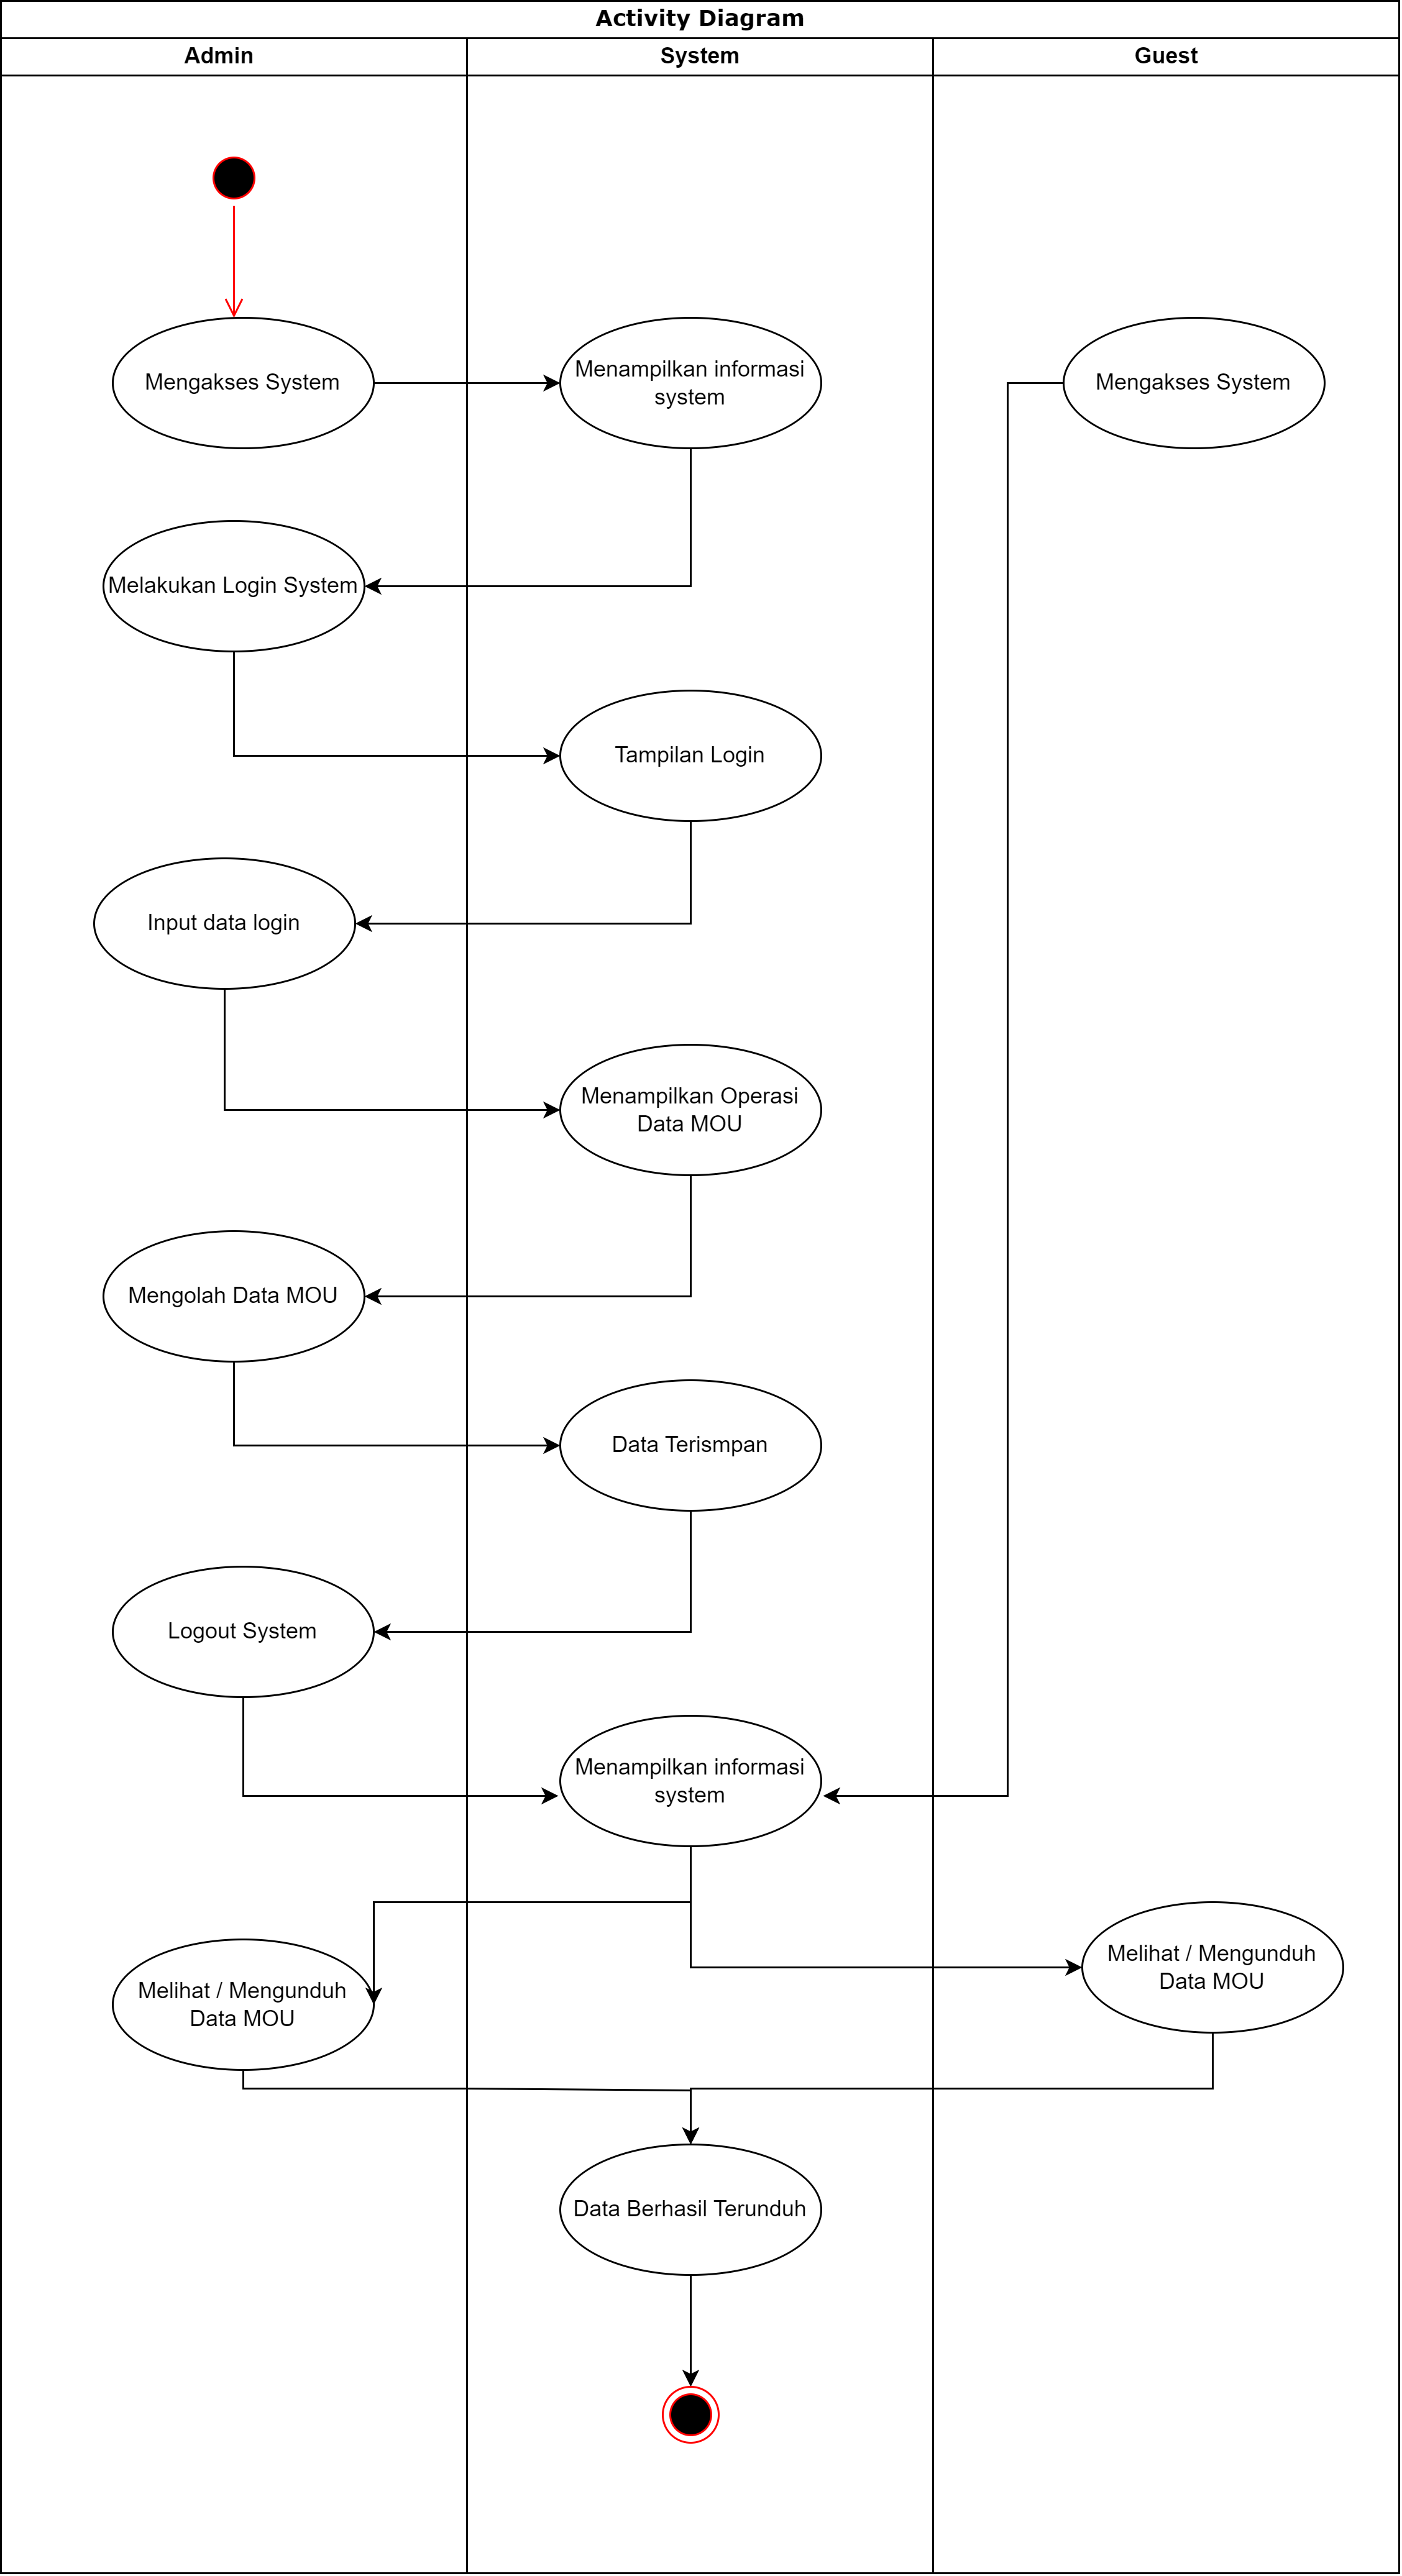 Activity Diagram
Admin
System
Guest
Mengakses System
Menampilkan informasi
system
Mengakses System
Melakukan Login System
Tampilan Login
Input data login
Menampilkan Operasi
Data MOU
Mengolah Data MOU
Data Terismpan
Logout System
Menampilkan informasi
system
Melihat / Mengunduh
Data MOU
Melihat / Mengunduh
Data MOU
Data Berhasil Terunduh